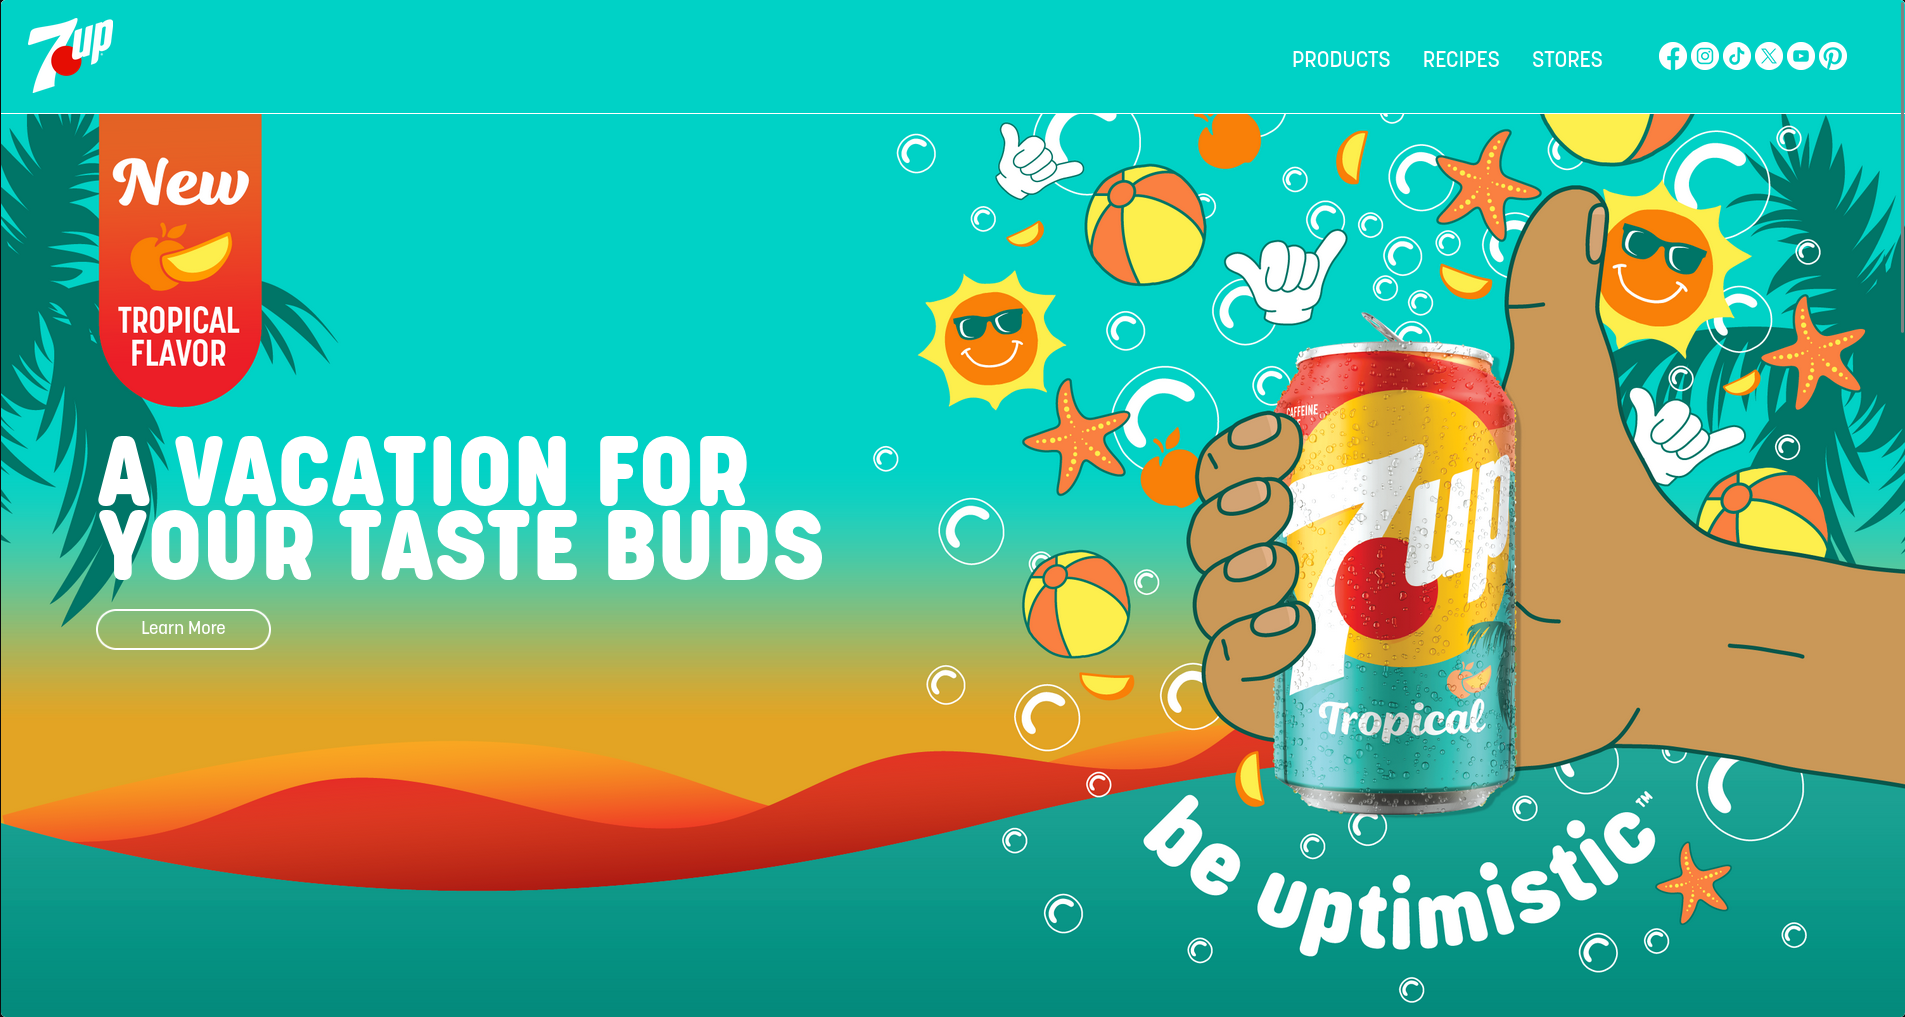 7up
PRODUCTS
RECIPES
STORES
New
TROPICAL
FLAVOR
A VACATION FOR
YOUR TASTE BUDS
Learn More
CAFFEINE
7up
Tropical
be uptimistic™